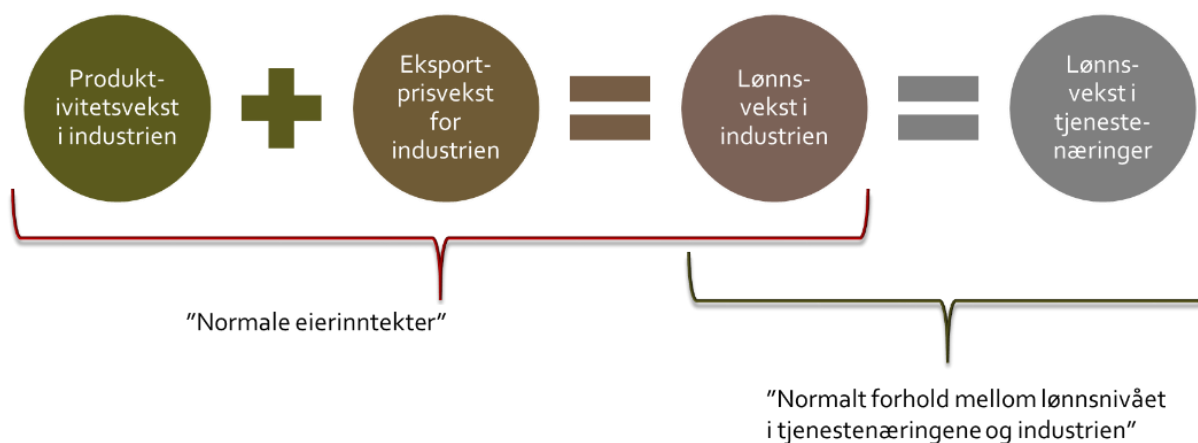 Produkt-
ivitetsvekst
i industrien
Eksport-
prisvekst
for
industrien
Lønns-
vekst i
industrien
Lønns-
vekst i
tjeneste-
næringer
”Normale eierinntekter”
”Normalt forhold mellom lønnsnivået
i tjenestenæringene og industrien”